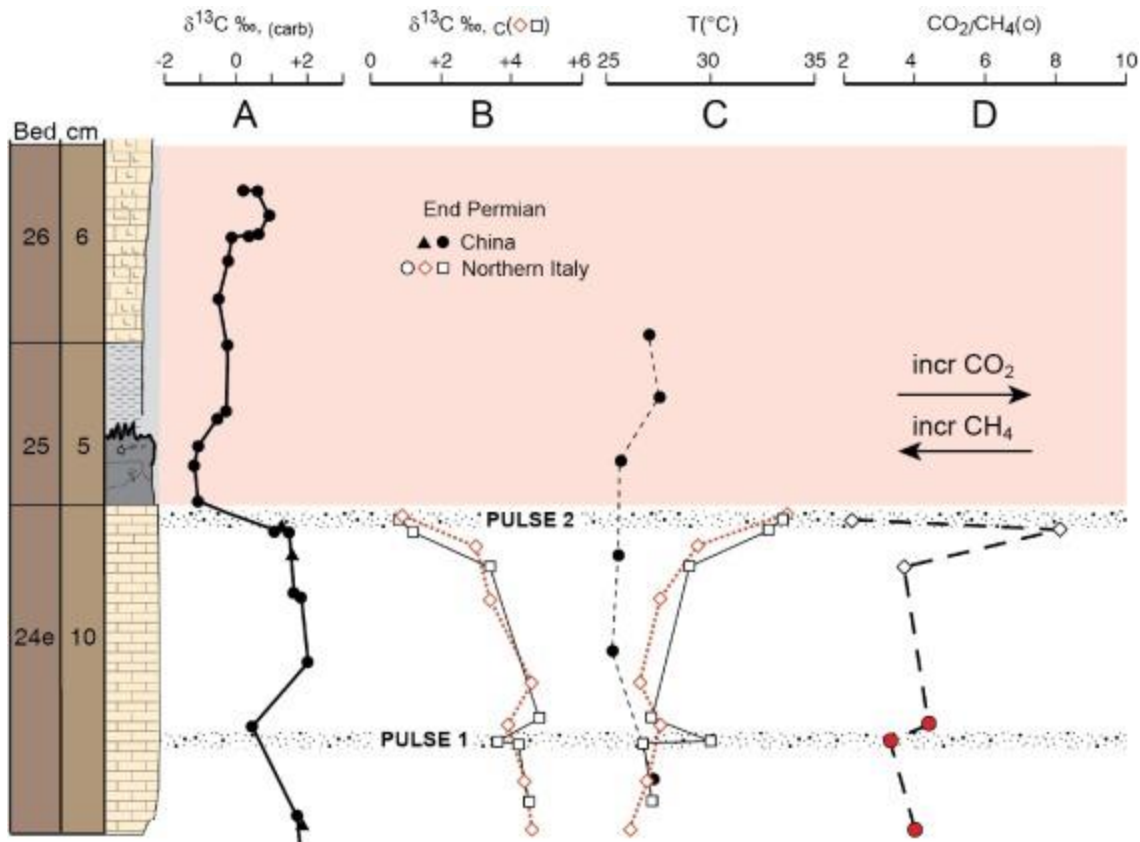 δ¹³C ‰, (carb)
δ¹³C ‰, C(◇□)
T(°C)
CO₂/CH₄(o)
-2 0 +2
0 +2 +4 +6
25 30 35
2 4 6 8 10
A B C D
Bed cm
End Permian
▲● China
○◇□ Northern Italy
26 6
incr CO₂
incr CH₄
25 5
PULSE 2
24e 10
PULSE 1